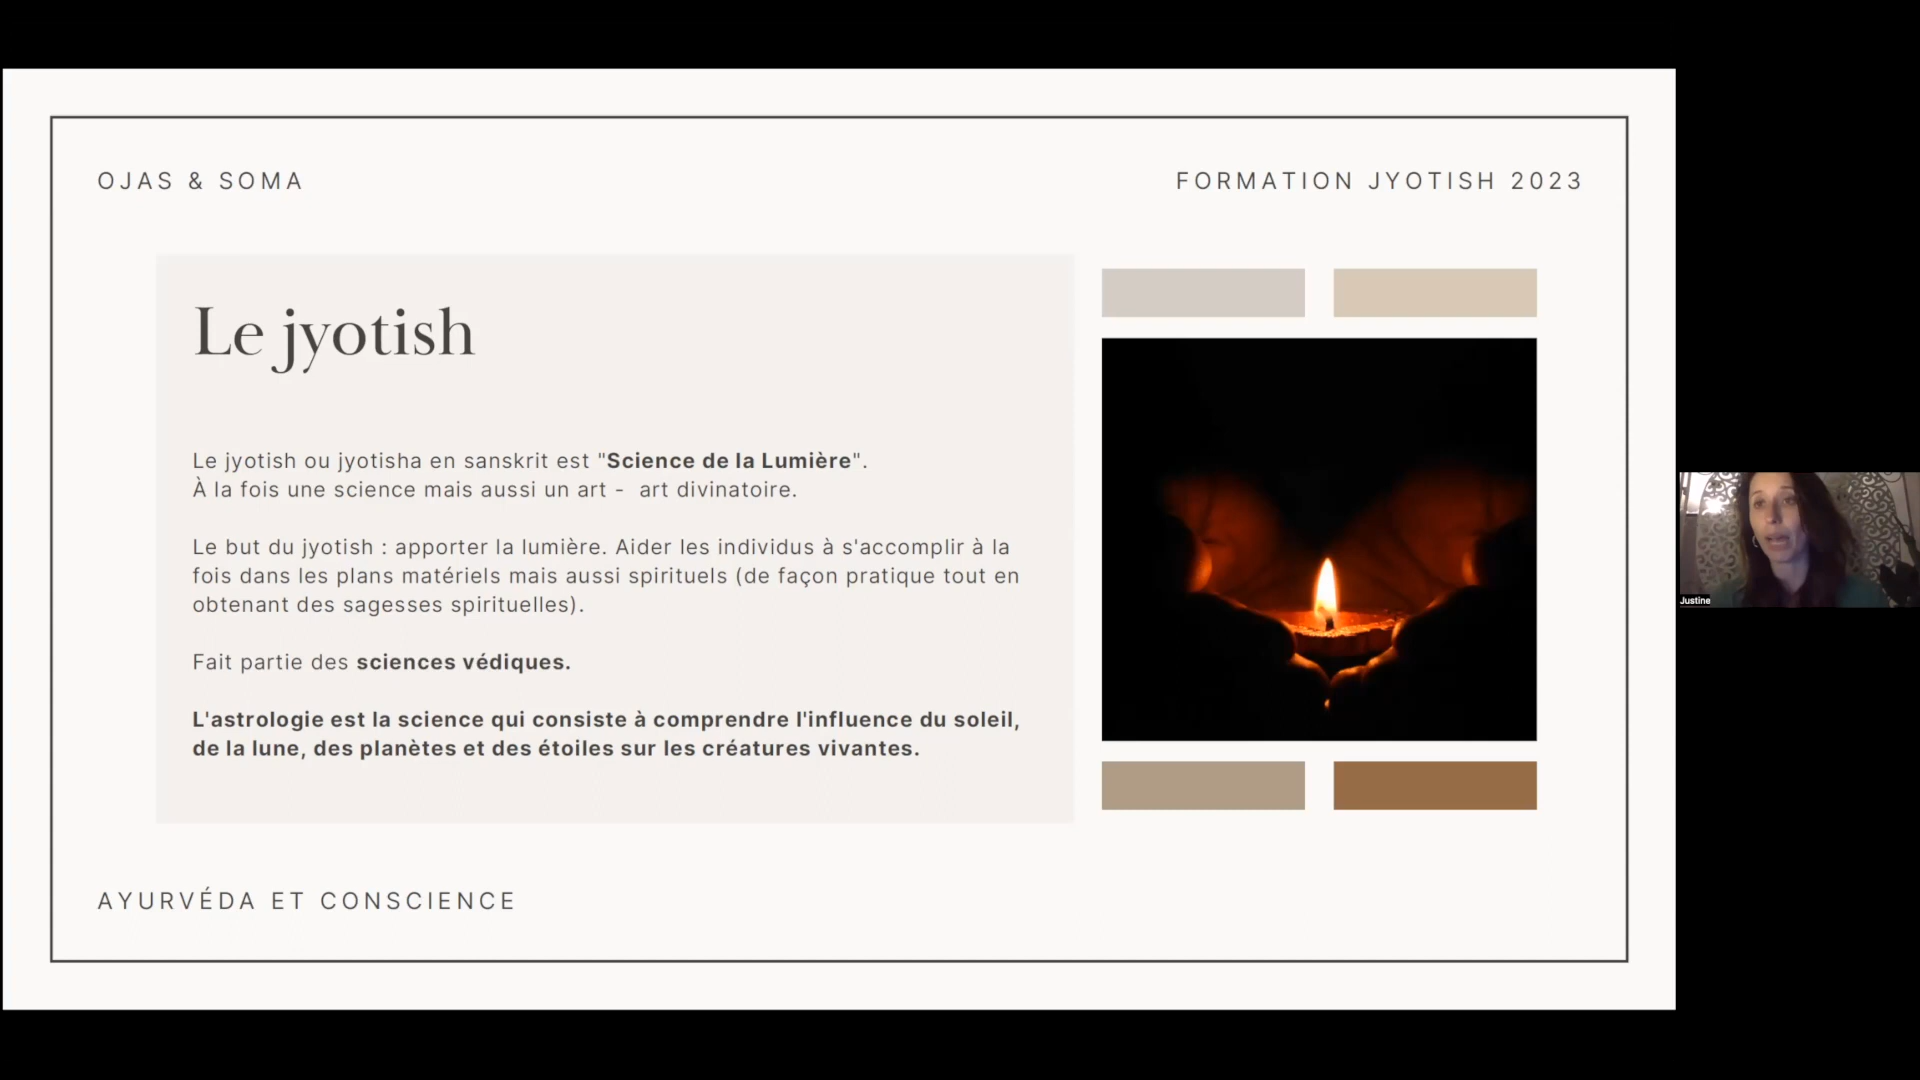 OJAS & SOMA
FORMATION JYOTISH 2023
Le jyotish
Le jyotish ou jyotisha en sanskrit est "Science de la Lumière".
À la fois une science mais aussi un art - art divinatoire.
Le but du jyotish : apporter la lumière. Aider les individus à s'accomplir à la
fois dans les plans matériels mais aussi spirituels (de façon pratique tout en
obtenant des sagesses spirituelles).
Fait partie des sciences védiques.
L'astrologie est la science qui consiste à comprendre l'influence du soleil,
de la lune, des planètes et des étoiles sur les créatures vivantes.
AYURVÉDA ET CONSCIENCE
Justine